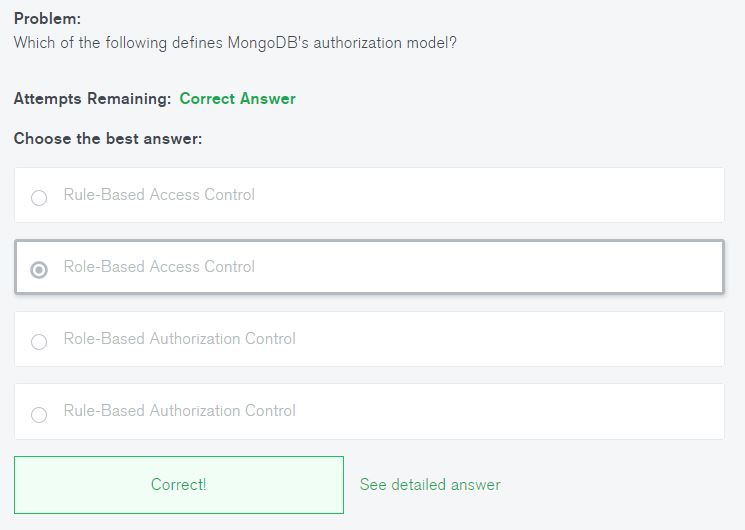 Problem:
Which of the following defines MongoDB's authorization model?
Attempts Remaining: Correct Answer
Choose the best answer:
Rule-Based Access Control
Role-Based Access Control
Role-Based Authorization Control
Rule-Based Authorization Control
Correct! See detailed answer